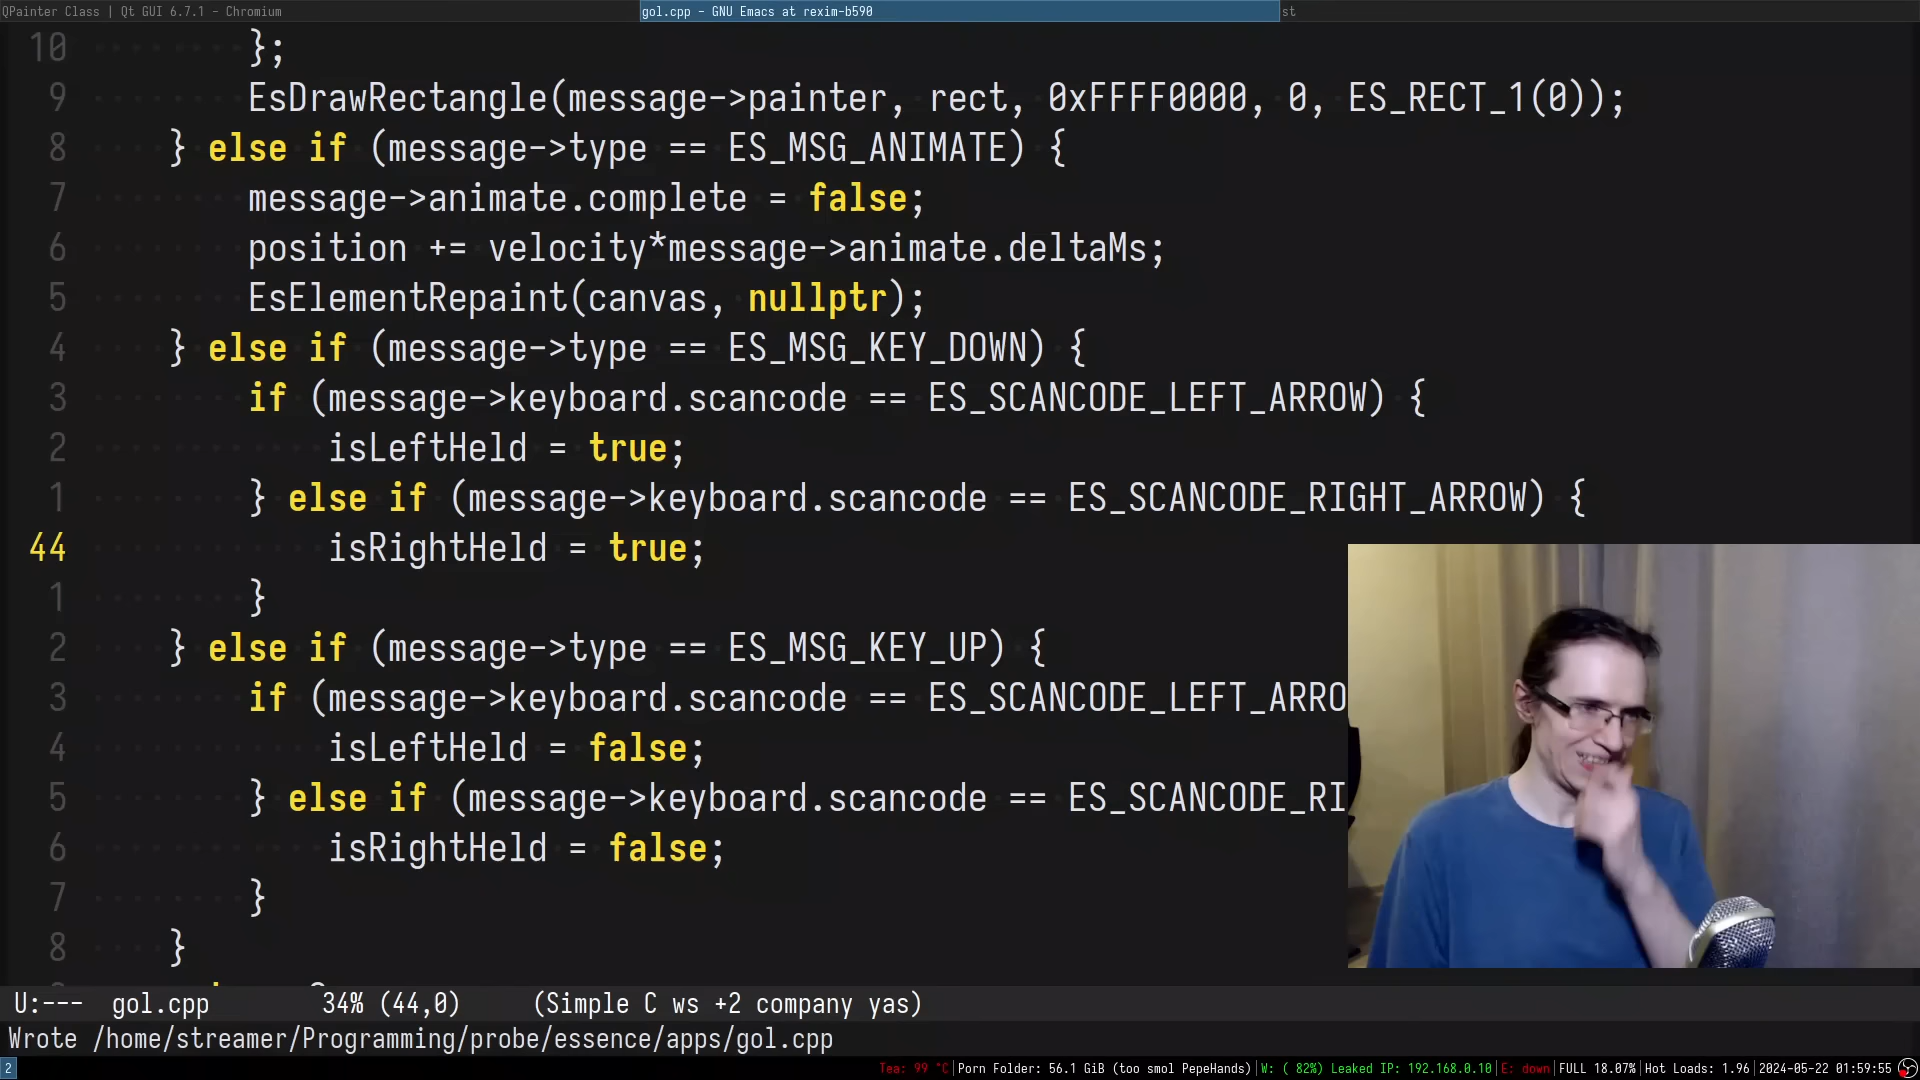 QPainter Class | Qt GUI 6.7.1 - Chromium
gol.cpp - GNU Emacs at rexim-b590
st
10 };
9 EsDrawRectangle(message->painter, rect, 0xFFFF0000, 0, ES_RECT_1(0));
8 } else if (message->type == ES_MSG_ANIMATE) {
7 message->animate.complete = false;
6 position += velocity*message->animate.deltaMs;
5 EsElementRepaint(canvas, nullptr);
4 } else if (message->type == ES_MSG_KEY_DOWN) {
3 if (message->keyboard.scancode == ES_SCANCODE_LEFT_ARROW) {
2 isLeftHeld = true;
1 } else if (message->keyboard.scancode == ES_SCANCODE_RIGHT_ARROW) {
44 isRightHeld = true;
1 }
2 } else if (message->type == ES_MSG_KEY_UP) {
3 if (message->keyboard.scancode == ES_SCANCODE_LEFT_ARRO
4 isLeftHeld = false;
5 } else if (message->keyboard.scancode == ES_SCANCODE_RI
6 isRightHeld = false;
7 }
8 }
U:--- gol.cpp 34% (44,0) (Simple C ws +2 company yas)
Wrote /home/streamer/Programming/probe/essence/apps/gol.cpp
2 Tea: 99 °C|Porn Folder: 56.1 GiB (too smol PepeHands)|W: ( 82%) Leaked IP: 192.168.0.10|E: down|FULL 18.07%|Hot Loads: 1.96|2024-05-22 01:59:55